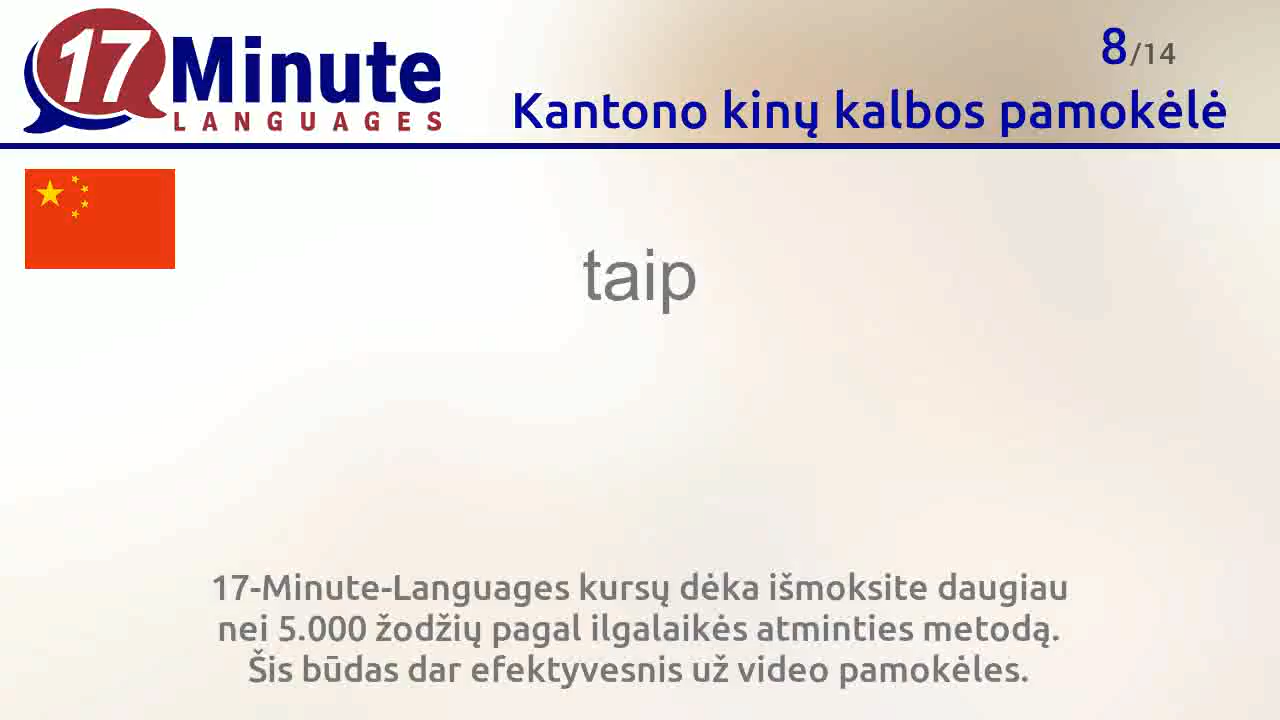 17 Minute
LANGUAGES
8/14
Kantono kinų kalbos pamokėlė
taip
17-Minute-Languages kursų dėka išmoksite daugiau
nei 5.000 žodžių pagal ilgalaikės atminties metodą.
Šis būdas dar efektyvesnis už video pamokėles.